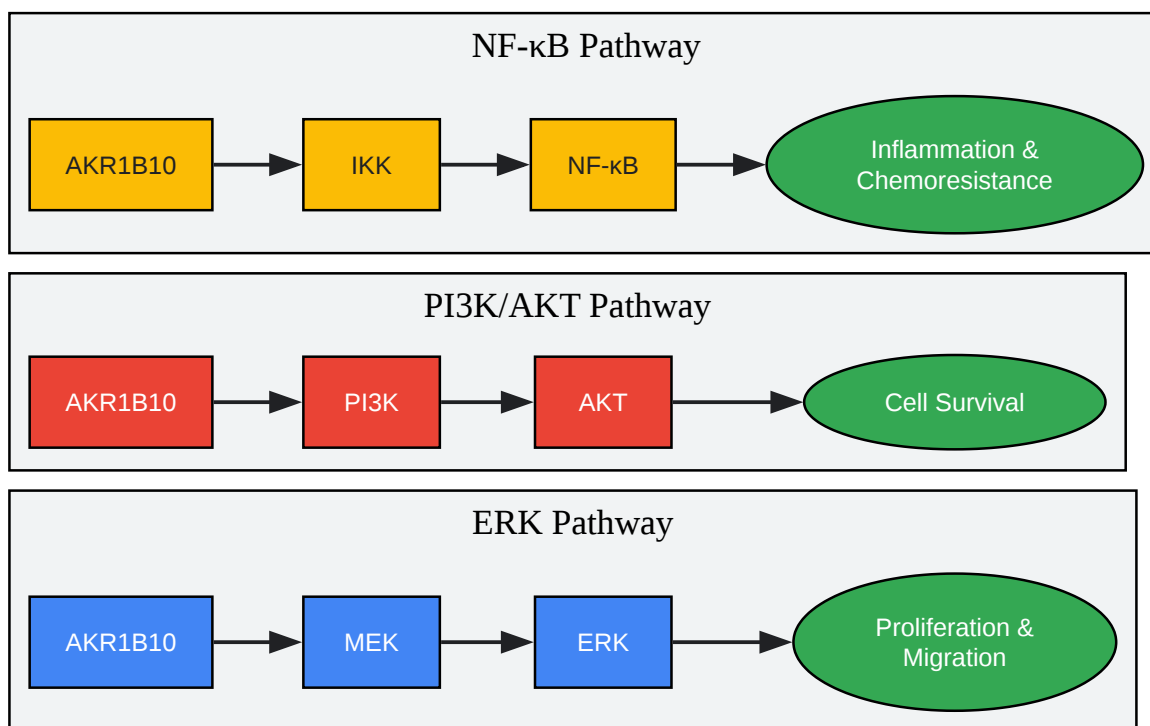 NF-κB Pathway
AKR1B10
IKK
NF-κB
Inflammation &
Chemoresistance
PI3K/AKT Pathway
AKR1B10
PI3K
AKT
Cell Survival
ERK Pathway
AKR1B10
MEK
ERK
Proliferation &
Migration